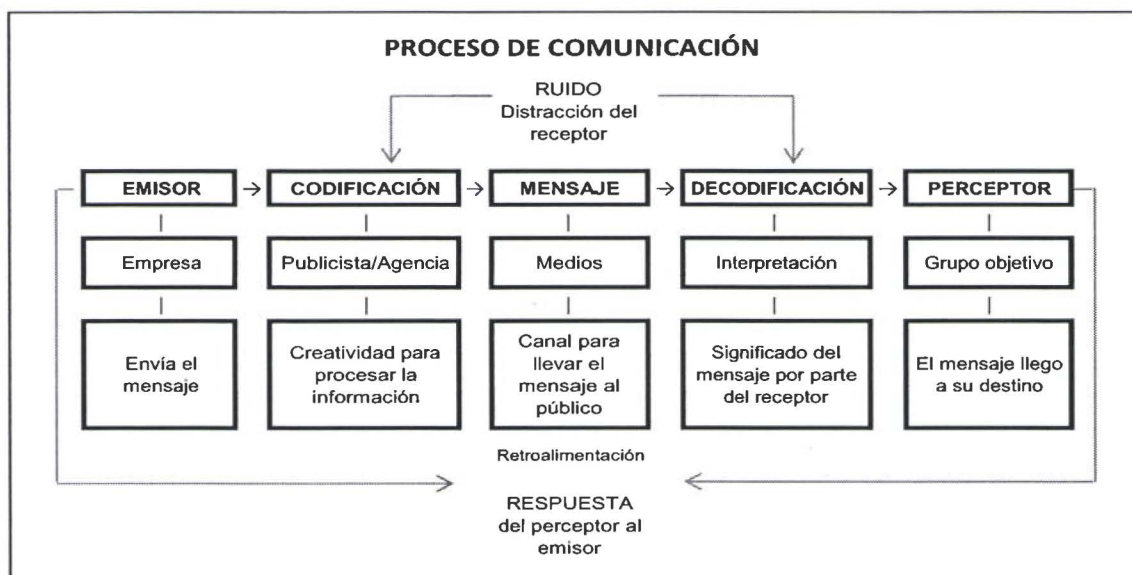 PROCESO DE COMUNICACIÓN
RUIDO
Distracción del
receptor
EMISOR → CODIFICACIÓN → MENSAJE → DECODIFICACIÓN → PERCEPTOR
Empresa
Publicista/Agencia
Medios
Interpretación
Grupo objetivo
Envía el
mensaje
Creatividad para
procesar la
información
Canal para
llevar el
mensaje al
público
Significado del
mensaje por parte
del receptor
El mensaje llego
a su destino
Retroalimentación
RESPUESTA
del perceptor al
emisor